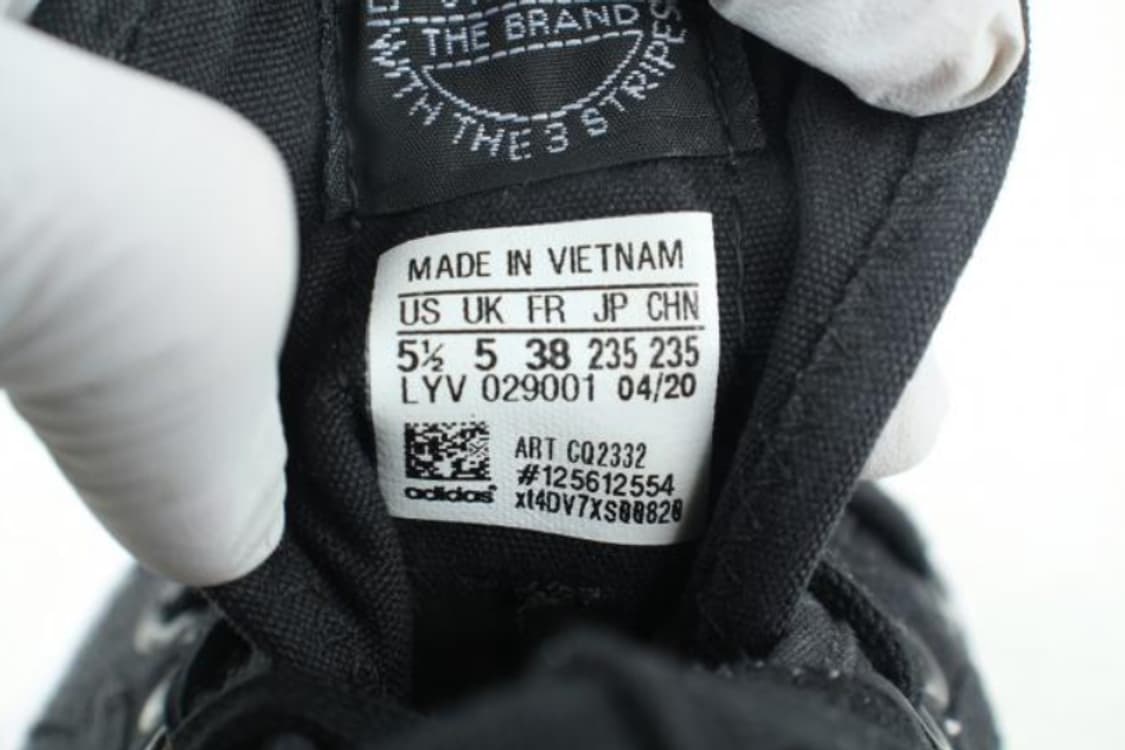 THE BRAND
WITH THE 3 STRIPES
MADE IN VIETNAM
US UK FR JP CHN
5½ 5 38 235 235
LYV 029001 04/20
ART CQ2332
#125612554
adidas
xt4DV7XS00820